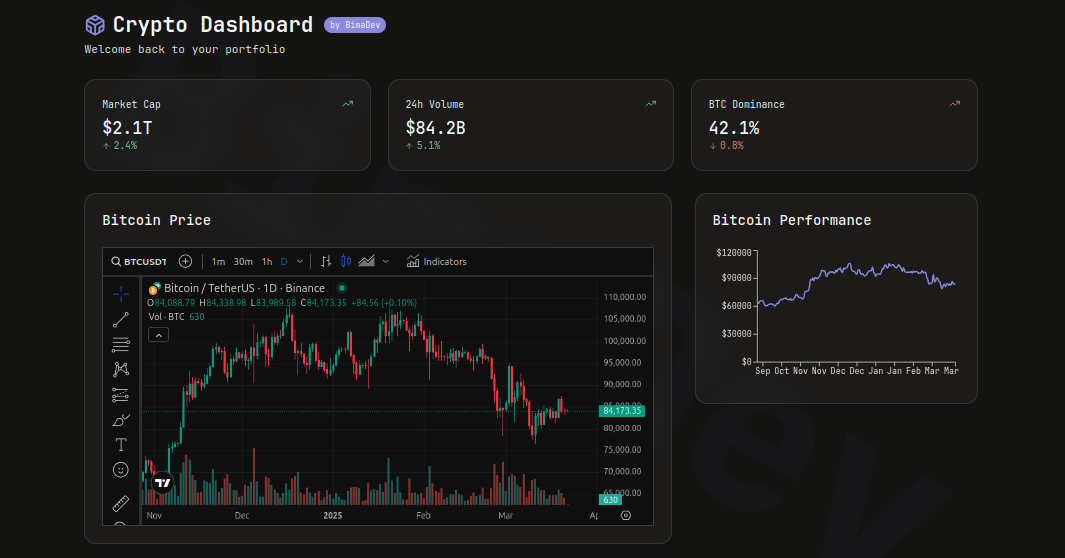 Crypto Dashboard by BimaDev
Welcome back to your portfolio
Market Cap
$2.1T
↑ 2.4%
24h Volume
$84.2B
↑ 5.1%
BTC Dominance
42.1%
↓ 0.8%
Bitcoin Price
BTCUSDT 1m 30m 1h D Indicators
Bitcoin / TetherUS · 1D · Binance
O84,088.79 H84,338.98 L83,989.58 C84,173.35 +84.56 (+0.10%)
Vol · BTC 630
110,000.00
105,000.00
100,000.00
95,000.00
90,000.00
85,000.00
84,173.35
80,000.00
75,000.00
70,000.00
65,000.00
630
Nov Dec 2025 Feb Mar Ap
Bitcoin Performance
$120000
$90000
$60000
$30000
$0
Sep Oct Nov Nov Dec Dec Jan Jan Feb Mar Mar